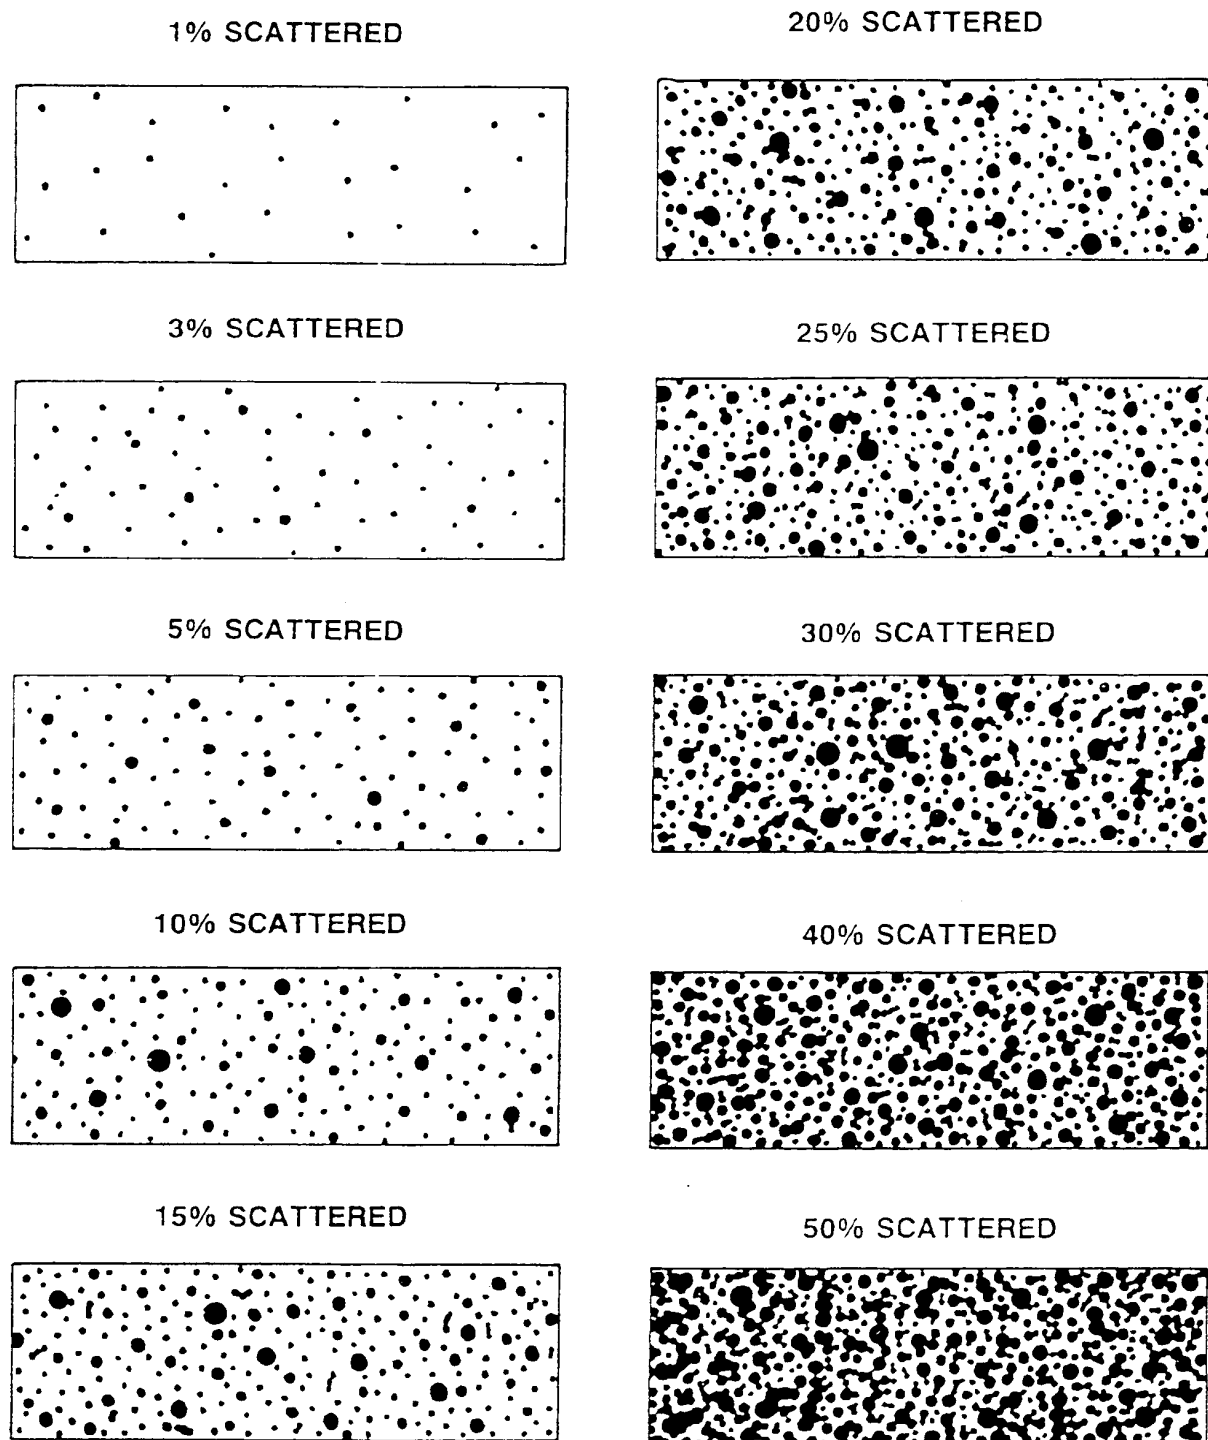 1% SCATTERED
20% SCATTERED
3% SCATTERED
25% SCATTERED
5% SCATTERED
30% SCATTERED
10% SCATTERED
40% SCATTERED
15% SCATTERED
50% SCATTERED